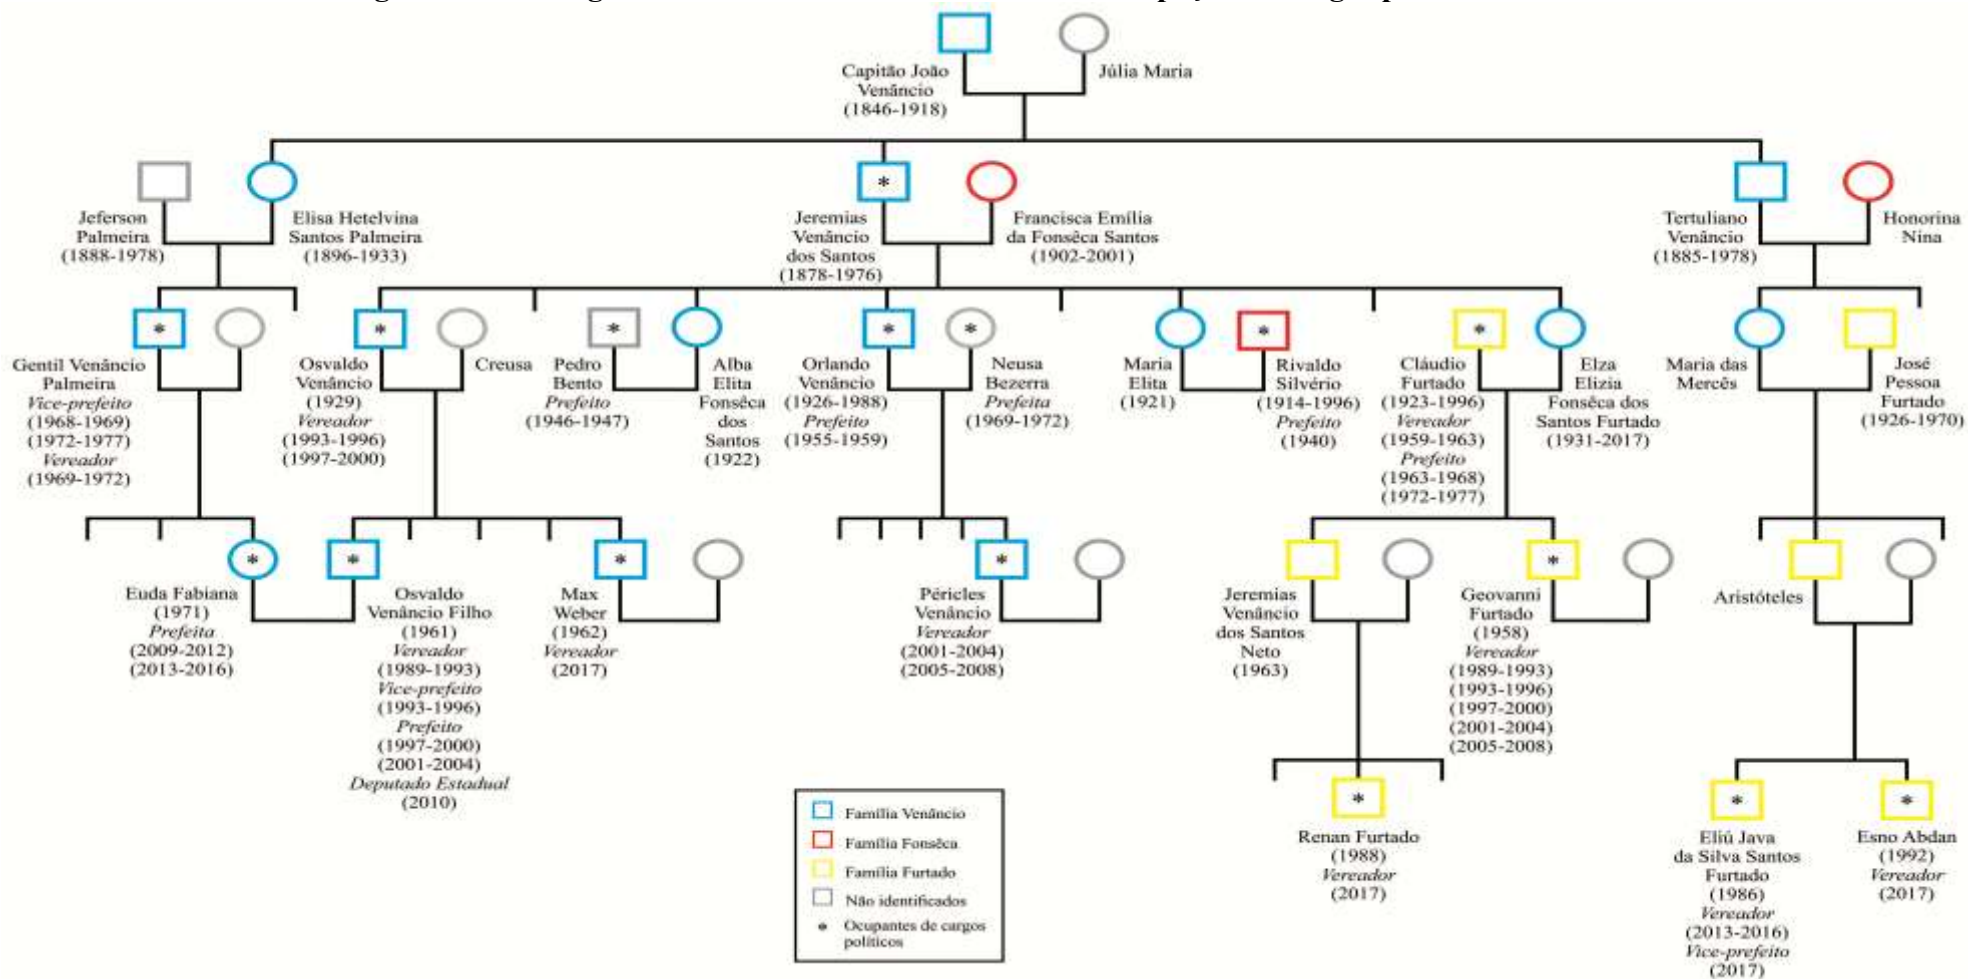 Capitão João
Venâncio
(1846-1918)
Júlia Maria
Jeferson
Palmeira
(1888-1978)
Elisa Hetelvina
Santos Palmeira
(1896-1933)
Jeremias
Venâncio
dos Santos
(1878-1976)
Francisca Emília
da Fonsêca Santos
(1902-2001)
Tertuliano
Venâncio
(1885-1978)
Honorina
Nina
*
Gentil Venâncio
Palmeira
Vice-prefeito
(1968-1969)
(1972-1977)
Vereador
(1969-1972)
*
Osvaldo
Venâncio
(1929)
Vereador
(1993-1996)
(1997-2000)
*
Creusa
Pedro
Bento
Prefeito
(1946-1947)
*
Alba
Elita
Fonsêca
dos
Santos
(1922)
Orlando
Venâncio
(1926-1988)
Prefeito
(1955-1959)
*
Neusa
Bezerra
Prefeita
(1969-1972)
*
Maria
Elita
(1921)
Rivaldo
Silvério
(1914-1996)
Prefeito
(1940)
*
Cláudio
Furtado
(1923-1996)
Vereador
(1959-1963)
Prefeito
(1963-1968)
(1972-1977)
*
Elza
Elizia
Fonsêca dos
Santos Furtado
(1931-2017)
Maria das
Mercês
José
Pessoa
Furtado
(1926-1970)
*
Euda Fabiana
(1971)
Prefeita
(2009-2012)
(2013-2016)
*
Osvaldo
Venâncio Filho
(1961)
Vereador
(1989-1993)
Vice-prefeito
(1993-1996)
Prefeito
(1997-2000)
(2001-2004)
Deputado Estadual
(2010)
*
Max
Weber
(1962)
Vereador
(2017)
*
Péricles
Venâncio
Vereador
(2001-2004)
(2005-2008)
Jeremias
Venâncio
dos Santos
Neto
(1963)
*
Geovanni
Furtado
(1958)
Vereador
(1989-1993)
(1993-1996)
(1997-2000)
(2001-2004)
(2005-2008)
Aristóteles
*
Renan Furtado
(1988)
Vereador
(2017)
*
Eliú Java
da Silva Santos
Furtado
(1986)
Vereador
(2013-2016)
Vice-prefeito
(2017)
*
Esno Abdan
(1992)
Vereador
(2017)
Família Venâncio
Família Fonsêca
Família Furtado
Não identificados
* Ocupantes de cargos
políticos